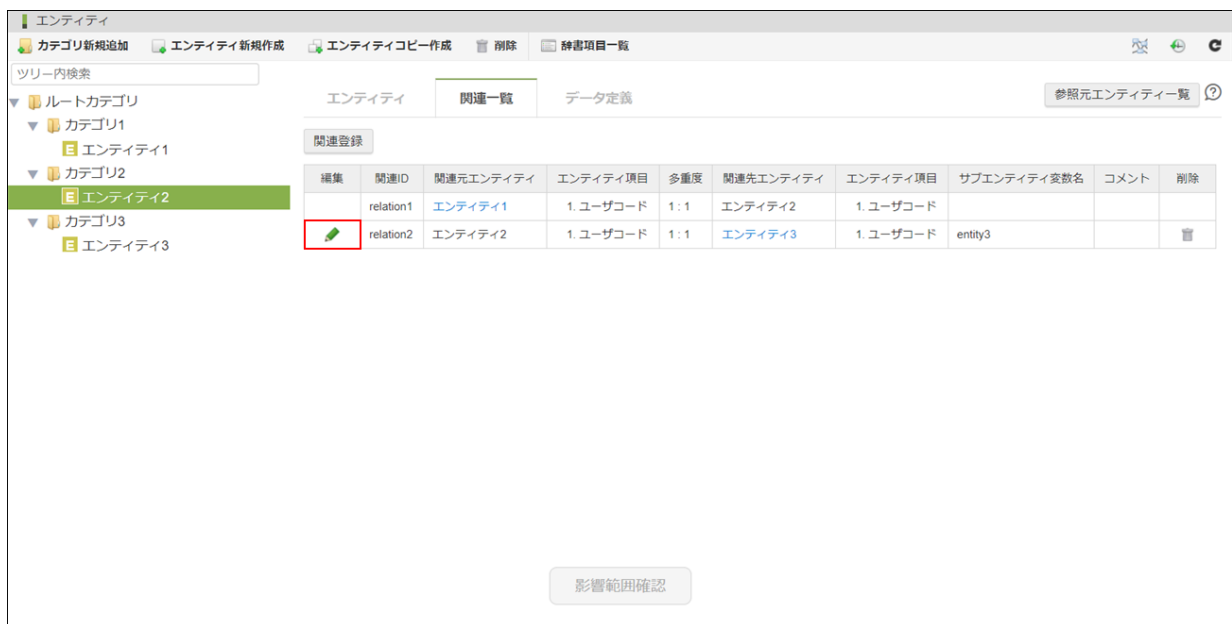 エンティティ
カテゴリ新規追加 エンティティ新規作成 エンティティコピー作成 削除 辞書項目一覧
ツリー内検索
ルートカテゴリ
カテゴリ1
E エンティティ1
カテゴリ2
E エンティティ2
カテゴリ3
E エンティティ3
エンティティ 関連一覧 データ定義 参照元エンティティ一覧 ?
関連登録
編集 関連ID 関連元エンティティ エンティティ項目 多重度 関連先エンティティ エンティティ項目 サブエンティティ変数名 コメント 削除
relation1 エンティティ1 1. ユーザコード 1 : 1 エンティティ2 1. ユーザコード
relation2 エンティティ2 1. ユーザコード 1 : 1 エンティティ3 1. ユーザコード entity3
影響範囲確認